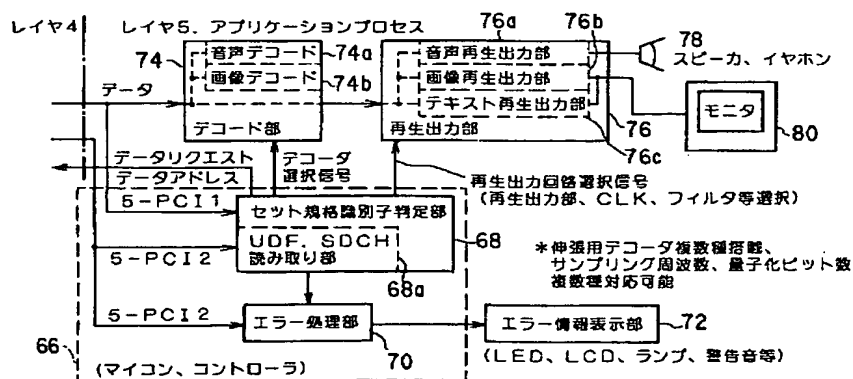 レイヤ4
レイヤ5、アプリケーションプロセス
76a
76b
74
音声デコード
74a
画像デコード
74b
デコード部
データ
音声再生出力部
画像再生出力部
テキスト再生出力部
再生出力部
76
76c
78
スピーカ、イヤホン
モニタ
80
データリクエスト
データアドレス
デコーダ
選択信号
再生出力回路選択信号
(再生出力部、CLK、フィルタ等選択)
5-PCI1
セット規格識別子判定部
UDF、SDCH
読み取り部
68
68a
5-PCI2
*伸張用デコーダ複数種搭載、
サンプリング周波数、量子化ビット数
複数種対応可能
5-PCI2
エラー処理部
70
エラー情報表示部
72
66
(マイコン、コントローラ)
(LED、LCD、ランプ、警告音等)